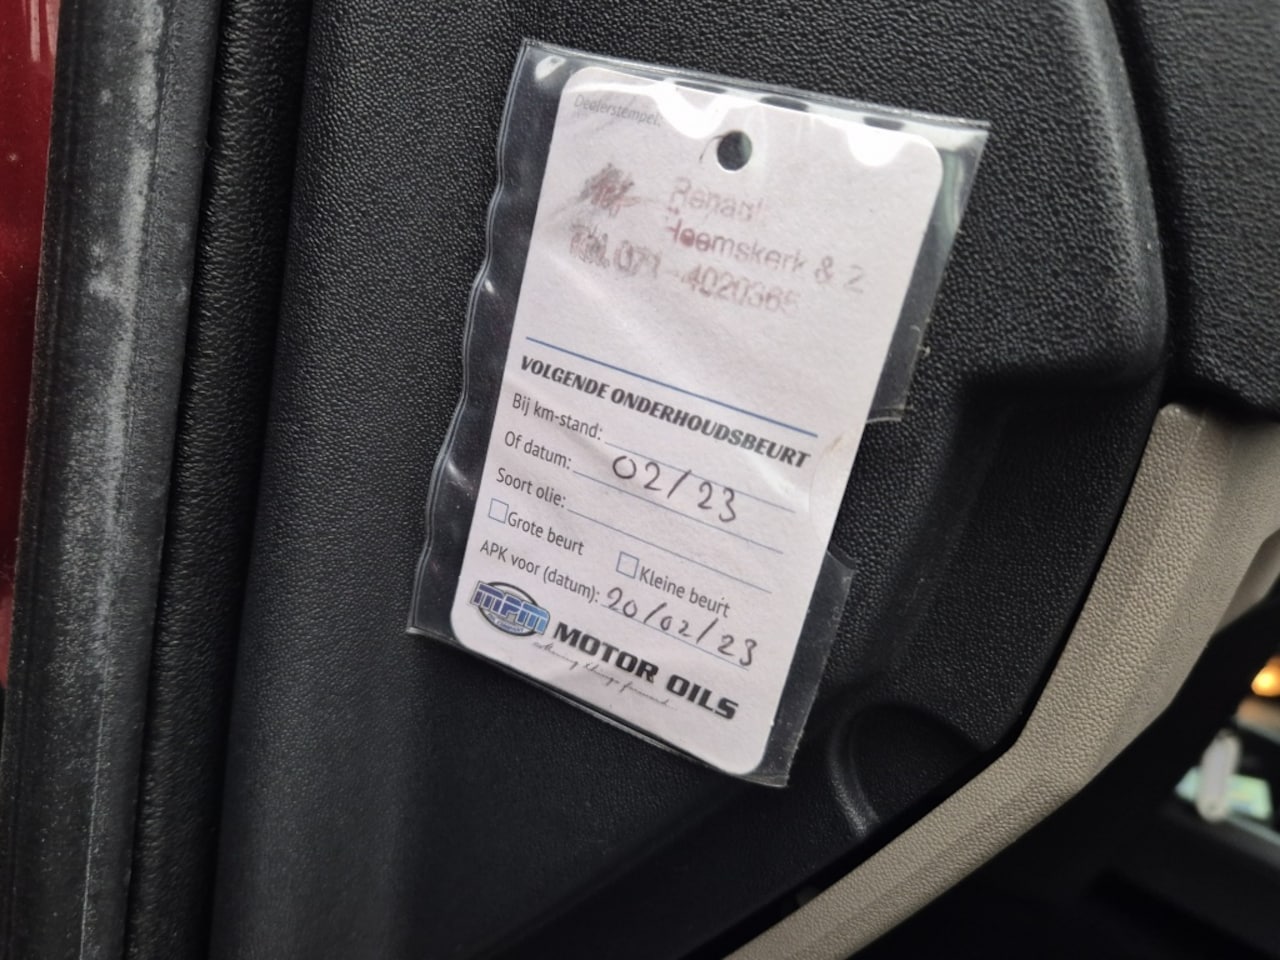 Dealerstempel:
Renault
Heemskerk & Z
TEL 071 - 4020365
VOLGENDE ONDERHOUDSBEURT
Bij km-stand:
Of datum: 02/23
Soort olie:
Grote beurt Kleine beurt
APK voor (datum): 20/02/23
MPM
MOTOR OILS